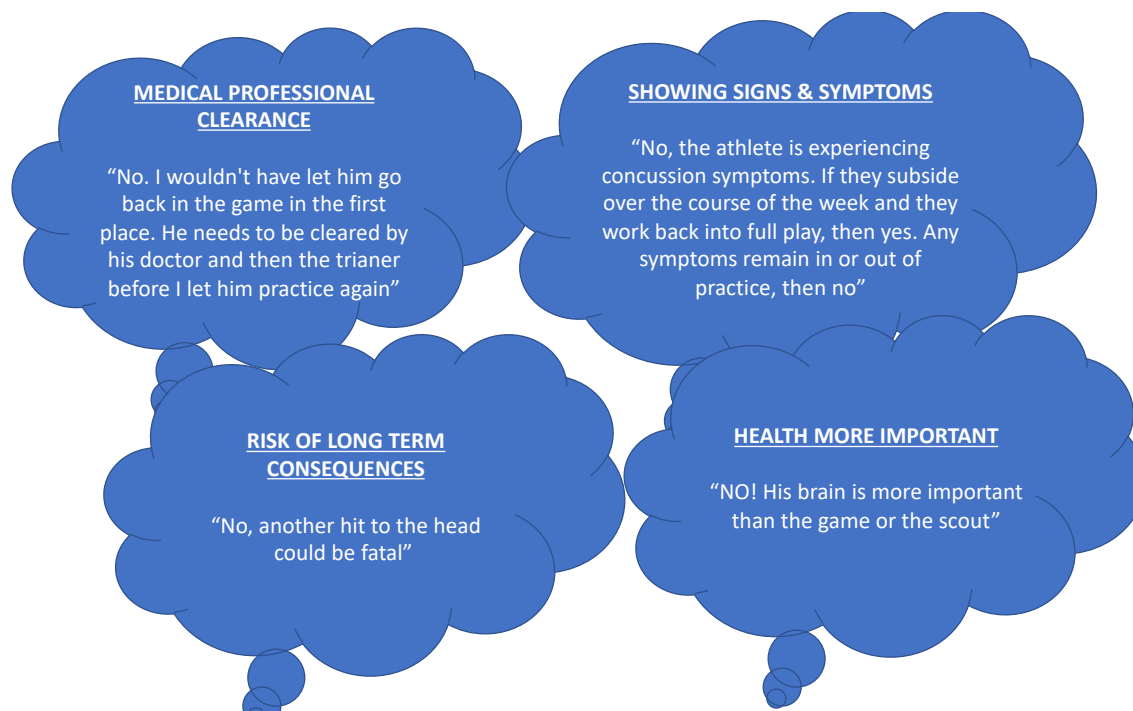 MEDICAL PROFESSIONAL
CLEARANCE
“No. I wouldn't have let him go
back in the game in the first
place. He needs to be cleared by
his doctor and then the trianer
before I let him practice again”
SHOWING SIGNS & SYMPTOMS
“No, the athlete is experiencing
concussion symptoms. If they subside
over the course of the week and they
work back into full play, then yes. Any
symptoms remain in or out of
practice, then no”
RISK OF LONG TERM
CONSEQUENCES
“No, another hit to the head
could be fatal”
HEALTH MORE IMPORTANT
“NO! His brain is more important
than the game or the scout”